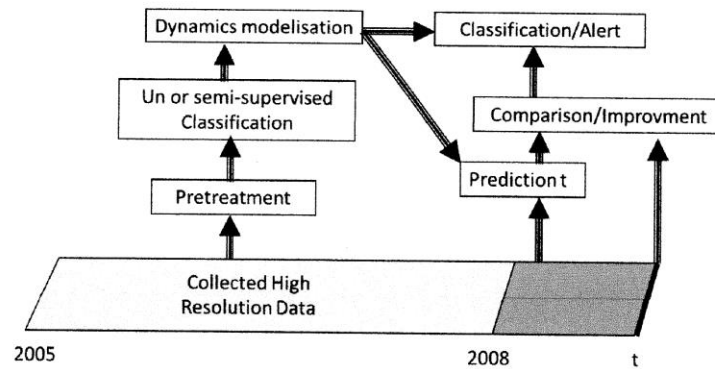 Dynamics modelisation
Classification/Alert
Un or semi-supervised
Classification
Comparison/Improvment
Pretreatment
Prediction t
Collected High
Resolution Data
2005
2008
t